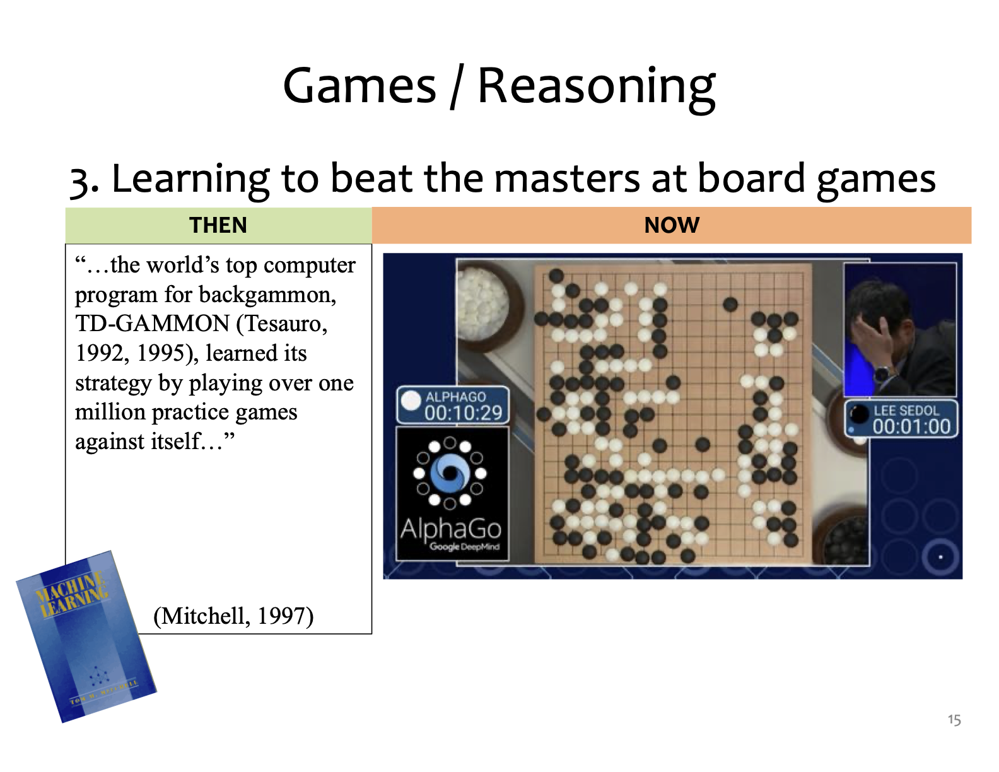 Games / Reasoning
3. Learning to beat the masters at board games
THEN
NOW
“…the world’s top computer
program for backgammon,
TD-GAMMON (Tesauro,
1992, 1995), learned its
strategy by playing over one
million practice games
against itself…”
(Mitchell, 1997)
MACHINE
LEARNING
TOM M. MITCHELL
ALPHAGO
00:10:29
AlphaGo
Google DeepMind
LEE SEDOL
00:01:00
15